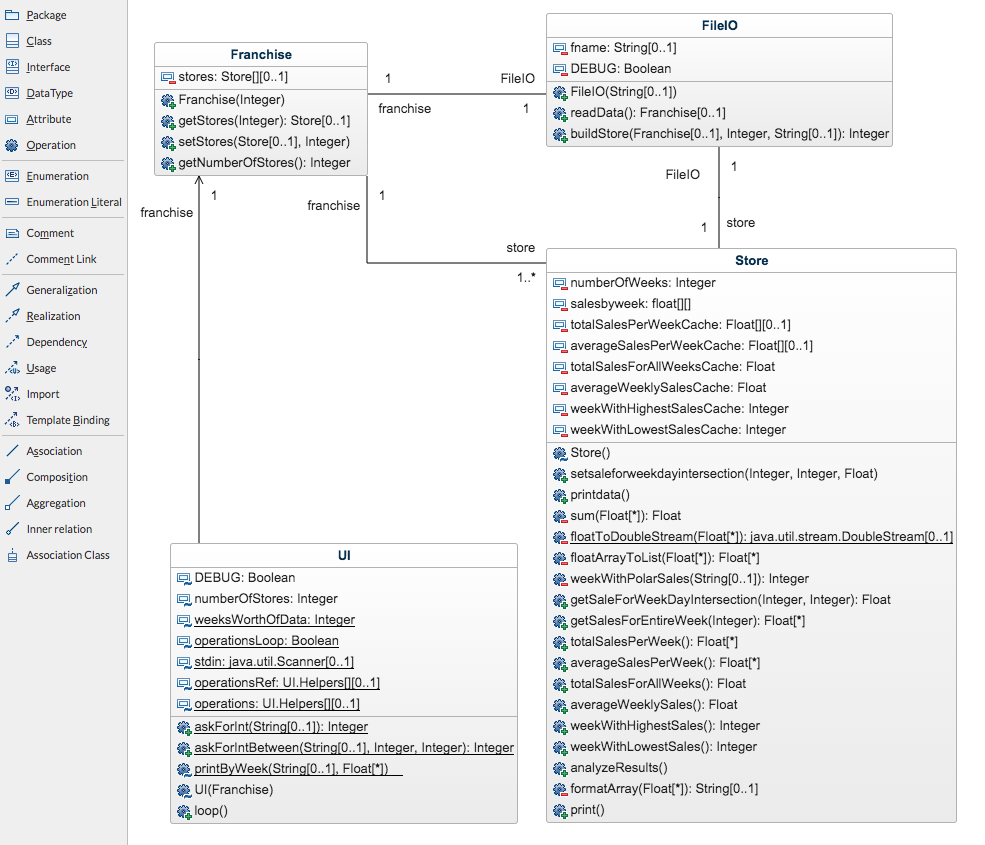 Package
Class
Interface
DataType
Attribute
Operation
Enumeration
Enumeration Literal
Comment
Comment Link
Generalization
Realization
Dependency
Usage
Import
Template Binding
Association
Composition
Aggregation
Inner relation
Association Class
Franchise
stores: Store[][0..1]
Franchise(Integer)
getStores(Integer): Store[0..1]
setStores(Store[0..1], Integer)
getNumberOfStores(): Integer
1
FileIO
franchise
1
FileIO
fname: String[0..1]
DEBUG: Boolean
FileIO(String[0..1])
readData(): Franchise[0..1]
buildStore(Franchise[0..1], Integer, String[0..1]): Integer
FileIO
1
1
store
1
franchise
franchise
1
store
1..*
Store
numberOfWeeks: Integer
salesbyweek: float[][]
totalSalesPerWeekCache: Float[][0..1]
averageSalesPerWeekCache: Float[][0..1]
totalSalesForAllWeeksCache: Float
averageWeeklySalesCache: Float
weekWithHighestSalesCache: Integer
weekWithLowestSalesCache: Integer
Store()
setsaleforweekdayintersection(Integer, Integer, Float)
printdata()
sum(Float[*]): Float
floatToDoubleStream(Float[*]): java.util.stream.DoubleStream[0..1]
floatArrayToList(Float[*]): Float[*]
weekWithPolarSales(String[0..1]): Integer
getSaleForWeekDayIntersection(Integer, Integer): Float
getSalesForEntireWeek(Integer): Float[*]
totalSalesPerWeek(): Float[*]
averageSalesPerWeek(): Float[*]
totalSalesForAllWeeks(): Float
averageWeeklySales(): Float
weekWithHighestSales(): Integer
weekWithLowestSales(): Integer
analyzeResults()
formatArray(Float[*]): String[0..1]
print()
UI
DEBUG: Boolean
numberOfStores: Integer
weeksWorthOfData: Integer
operationsLoop: Boolean
stdin: java.util.Scanner[0..1]
operationsRef: UI.Helpers[][0..1]
operations: UI.Helpers[][0..1]
askForInt(String[0..1]): Integer
askForIntBetween(String[0..1], Integer, Integer): Integer
printByWeek(String[0..1], Float[*])
UI(Franchise)
loop()